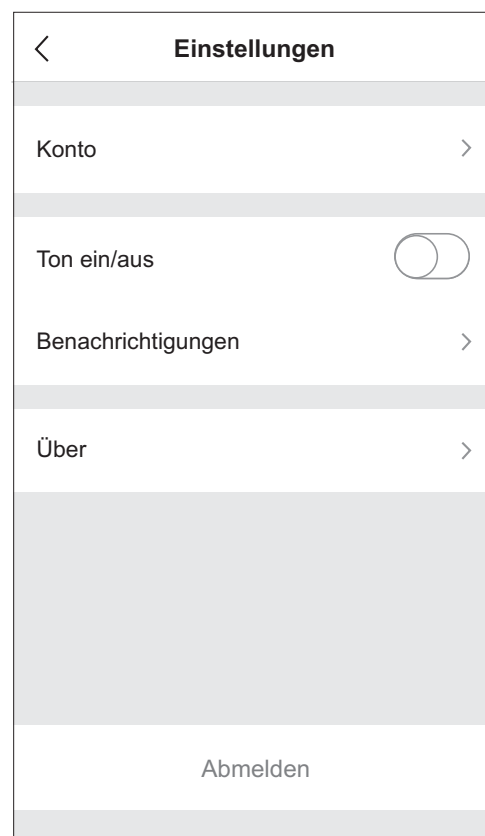 Einstellungen
Konto
Ton ein/aus
Benachrichtigungen
Über
Abmelden